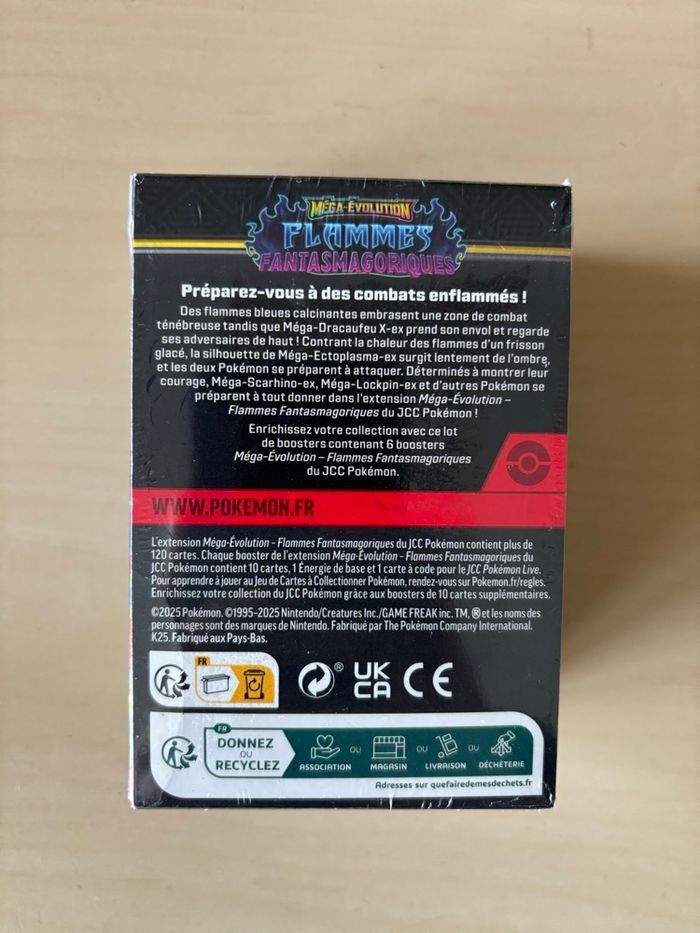 MÉGA-ÉVOLUTION
FLAMMES
FANTASMAGORIQUES
Préparez-vous à des combats enflammés !
Des flammes bleues calcinantes embrasent une zone de combat
ténébreuse tandis que Méga-Dracaufeu X-ex prend son envol et regarde
ses adversaires de haut ! Contrant la chaleur des flammes d'un frisson
glacé, la silhouette de Méga-Ectoplasma-ex surgit lentement de l'ombre,
et les deux Pokémon se préparent à attaquer. Déterminés à montrer leur
courage, Méga-Scarhino-ex, Méga-Lockpin-ex et d'autres Pokémon se
préparent à tout donner dans l'extension Méga-Évolution –
Flammes Fantasmagoriques du JCC Pokémon !
Enrichissez votre collection avec ce lot
de boosters contenant 6 boosters
Méga-Évolution – Flammes Fantasmagoriques
du JCC Pokémon.
WWW.POKEMON.FR
L'extension Méga-Évolution - Flammes Fantasmagoriques du JCC Pokémon contient plus de
120 cartes. Chaque booster de l'extension Méga-Évolution - Flammes Fantasmagoriques du
JCC Pokémon contient 10 cartes, 1 Énergie de base et 1 carte à code pour le JCC Pokémon Live.
Pour apprendre à jouer au Jeu de Cartes à Collectionner Pokémon, rendez-vous sur Pokemon.fr/regles.
Enrichissez votre collection du JCC Pokémon grâce aux boosters de 10 cartes supplémentaires.
©2025 Pokémon. ©1995-2025 Nintendo/Creatures Inc./GAME FREAK inc. TM, ® et les noms des
personnages sont des marques de Nintendo. Fabriqué par The Pokémon Company International.
K25. Fabriqué aux Pays-Bas.
FR
®
UK
CA
CE
FR
DONNEZ
OU
RECYCLEZ
ASSOCIATION OU MAGASIN OU LIVRAISON OU DÉCHÈTERIE
Adresses sur quefairedemesdechets.fr